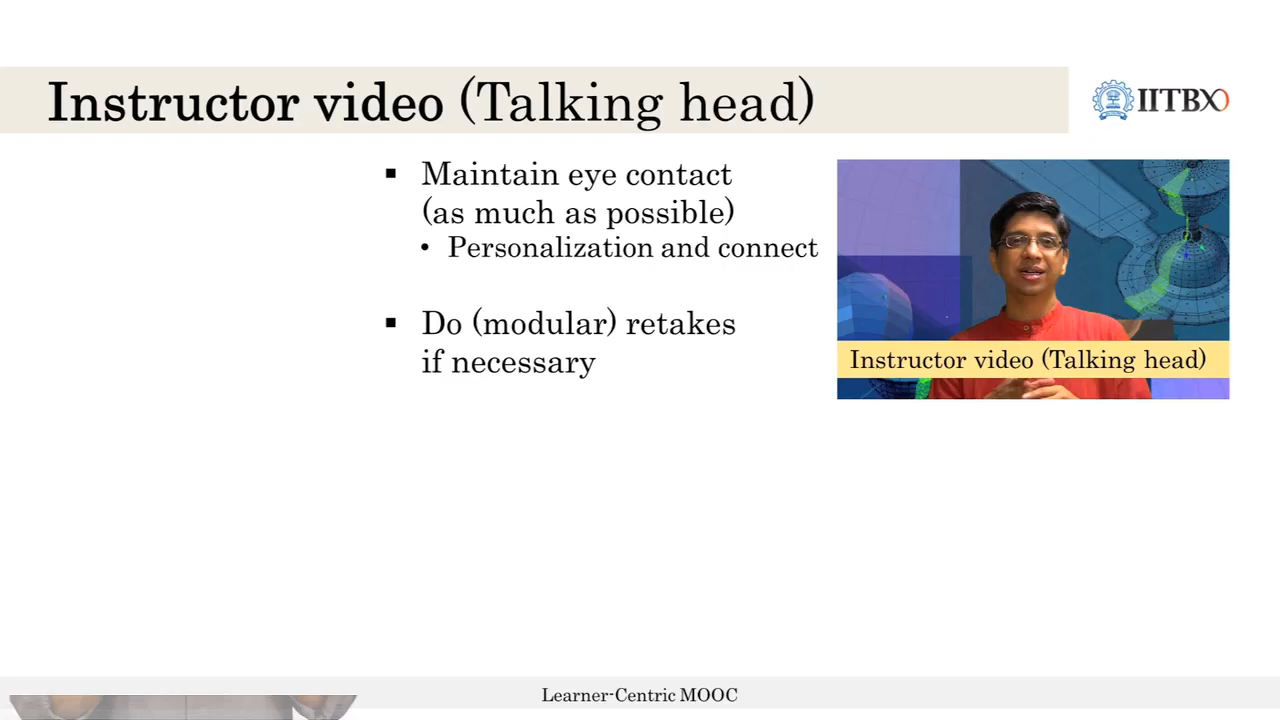 Instructor video (Talking head)
IITBX
▪ Maintain eye contact
(as much as possible)
• Personalization and connect
▪ Do (modular) retakes
if necessary
Instructor video (Talking head)
Learner-Centric MOOC